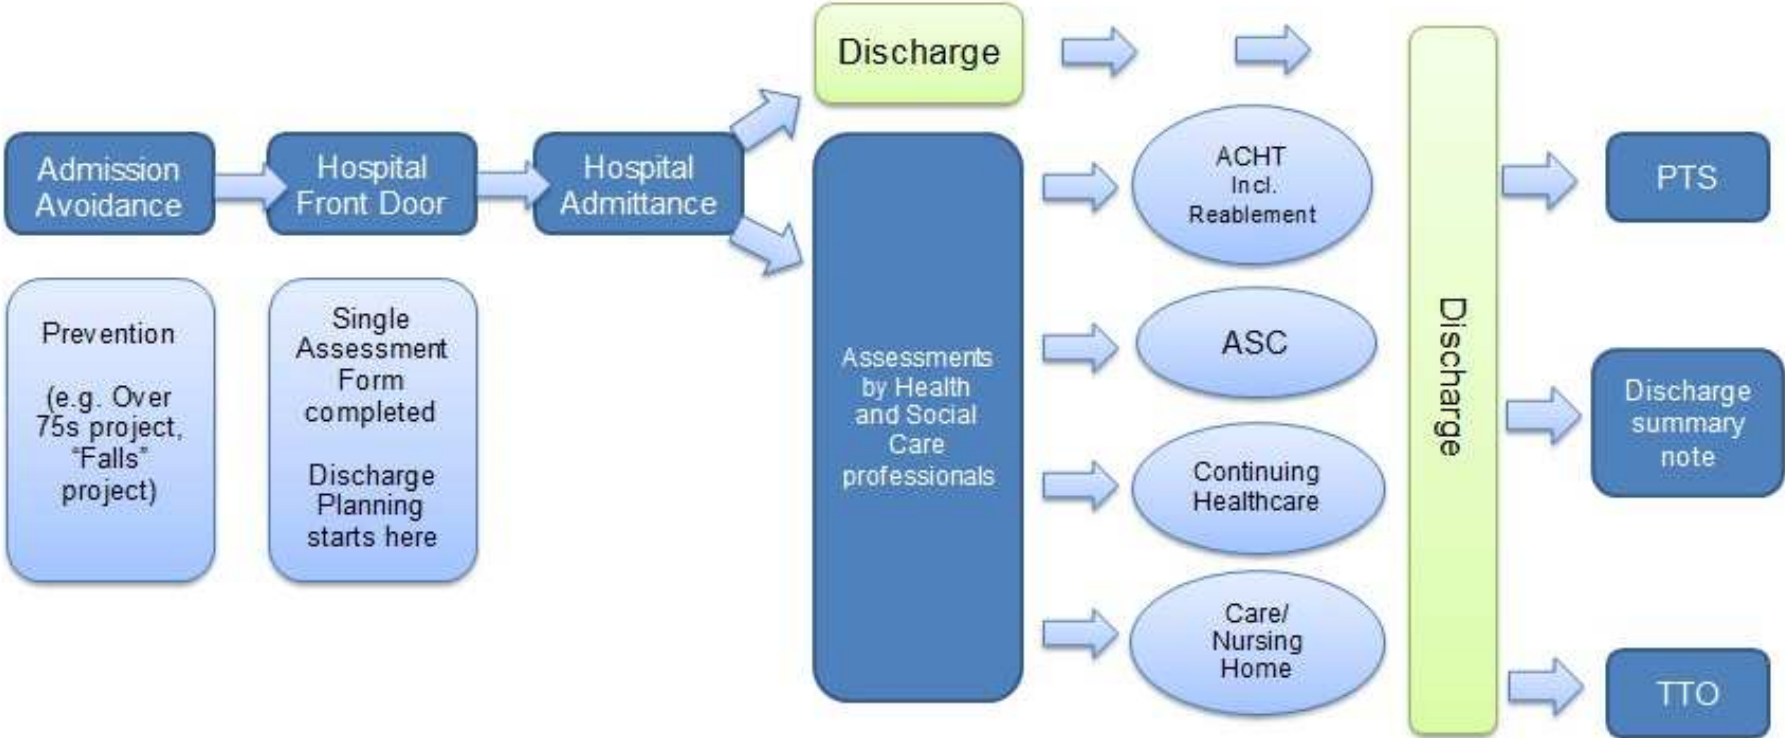 Admission
Avoidance
Prevention
(e.g. Over
75s project,
“Falls”
project)
Hospital
Front Door
Single
Assessment
Form
completed
Discharge
Planning
starts here
Hospital
Admittance
Discharge
Assessments
by Health
and Social
Care
professionals
ACHT
Incl.
Reablement
ASC
Continuing
Healthcare
Care/
Nursing
Home
Discharge
PTS
Discharge
summary
note
TTO